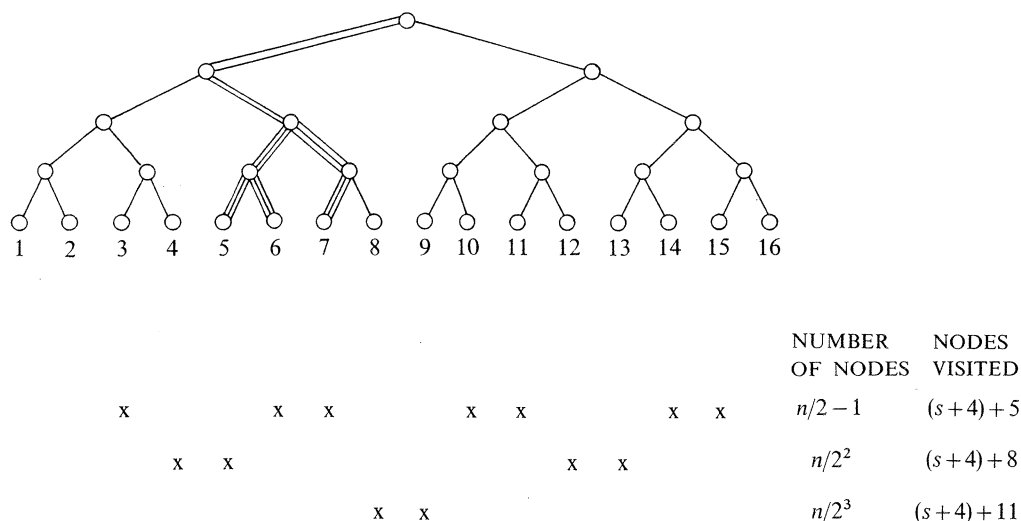 1 2 3 4 5 6 7 8 9 10 11 12 13 14 15 16
NUMBER NODES
OF NODES VISITED
x x x x x x x n/2 − 1 (s + 4) + 5
x x x x n/2² (s + 4) + 8
x x n/2³ (s + 4) + 11